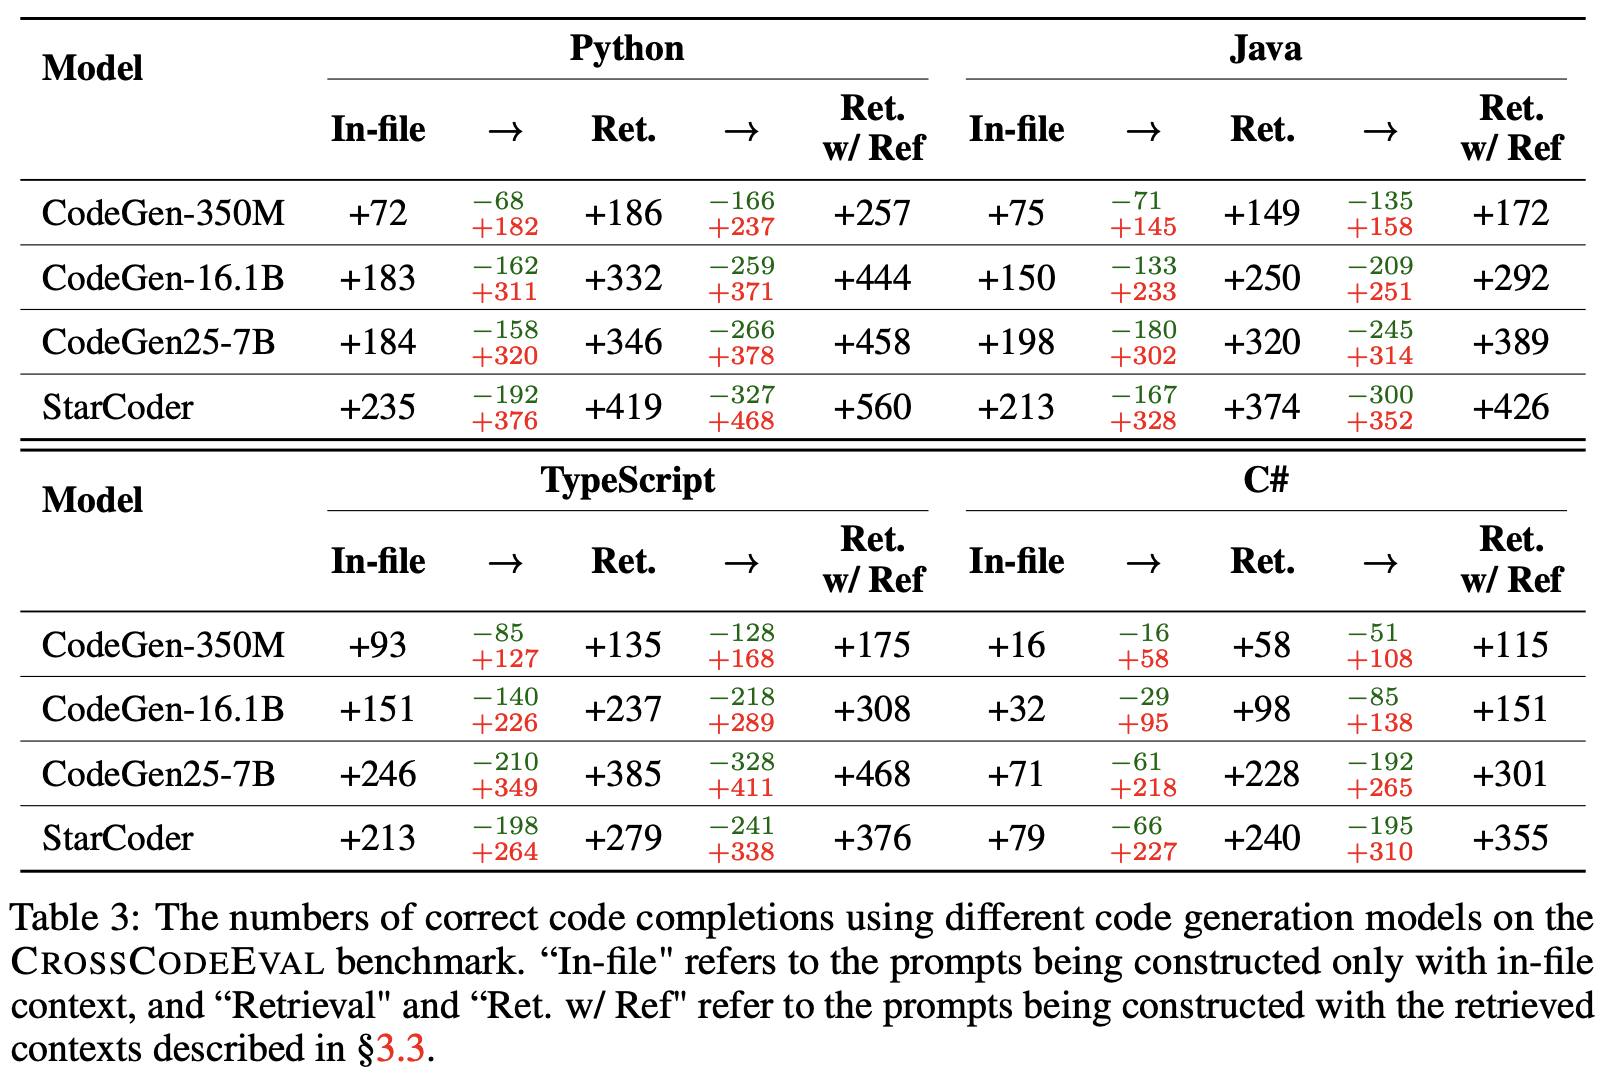 Model Python Java
In-file → Ret. → Ret. w/ Ref In-file → Ret. → Ret. w/ Ref
CodeGen-350M +72 −68 +182 +186 −166 +237 +257 +75 −71 +145 +149 −135 +158 +172
CodeGen-16.1B +183 −162 +311 +332 −259 +371 +444 +150 −133 +233 +250 −209 +251 +292
CodeGen25-7B +184 −158 +320 +346 −266 +378 +458 +198 −180 +302 +320 −245 +314 +389
StarCoder +235 −192 +376 +419 −327 +468 +560 +213 −167 +328 +374 −300 +352 +426
Model TypeScript C#
In-file → Ret. → Ret. w/ Ref In-file → Ret. → Ret. w/ Ref
CodeGen-350M +93 −85 +127 +135 −128 +168 +175 +16 −16 +58 +58 −51 +108 +115
CodeGen-16.1B +151 −140 +226 +237 −218 +289 +308 +32 −29 +95 +98 −85 +138 +151
CodeGen25-7B +246 −210 +349 +385 −328 +411 +468 +71 −61 +218 +228 −192 +265 +301
StarCoder +213 −198 +264 +279 −241 +338 +376 +79 −66 +227 +240 −195 +310 +355
Table 3: The numbers of correct code completions using different code generation models on the
CROSSCODEEVAL benchmark. “In-file" refers to the prompts being constructed only with in-file
context, and “Retrieval" and “Ret. w/ Ref" refer to the prompts being constructed with the retrieved
contexts described in §3.3.